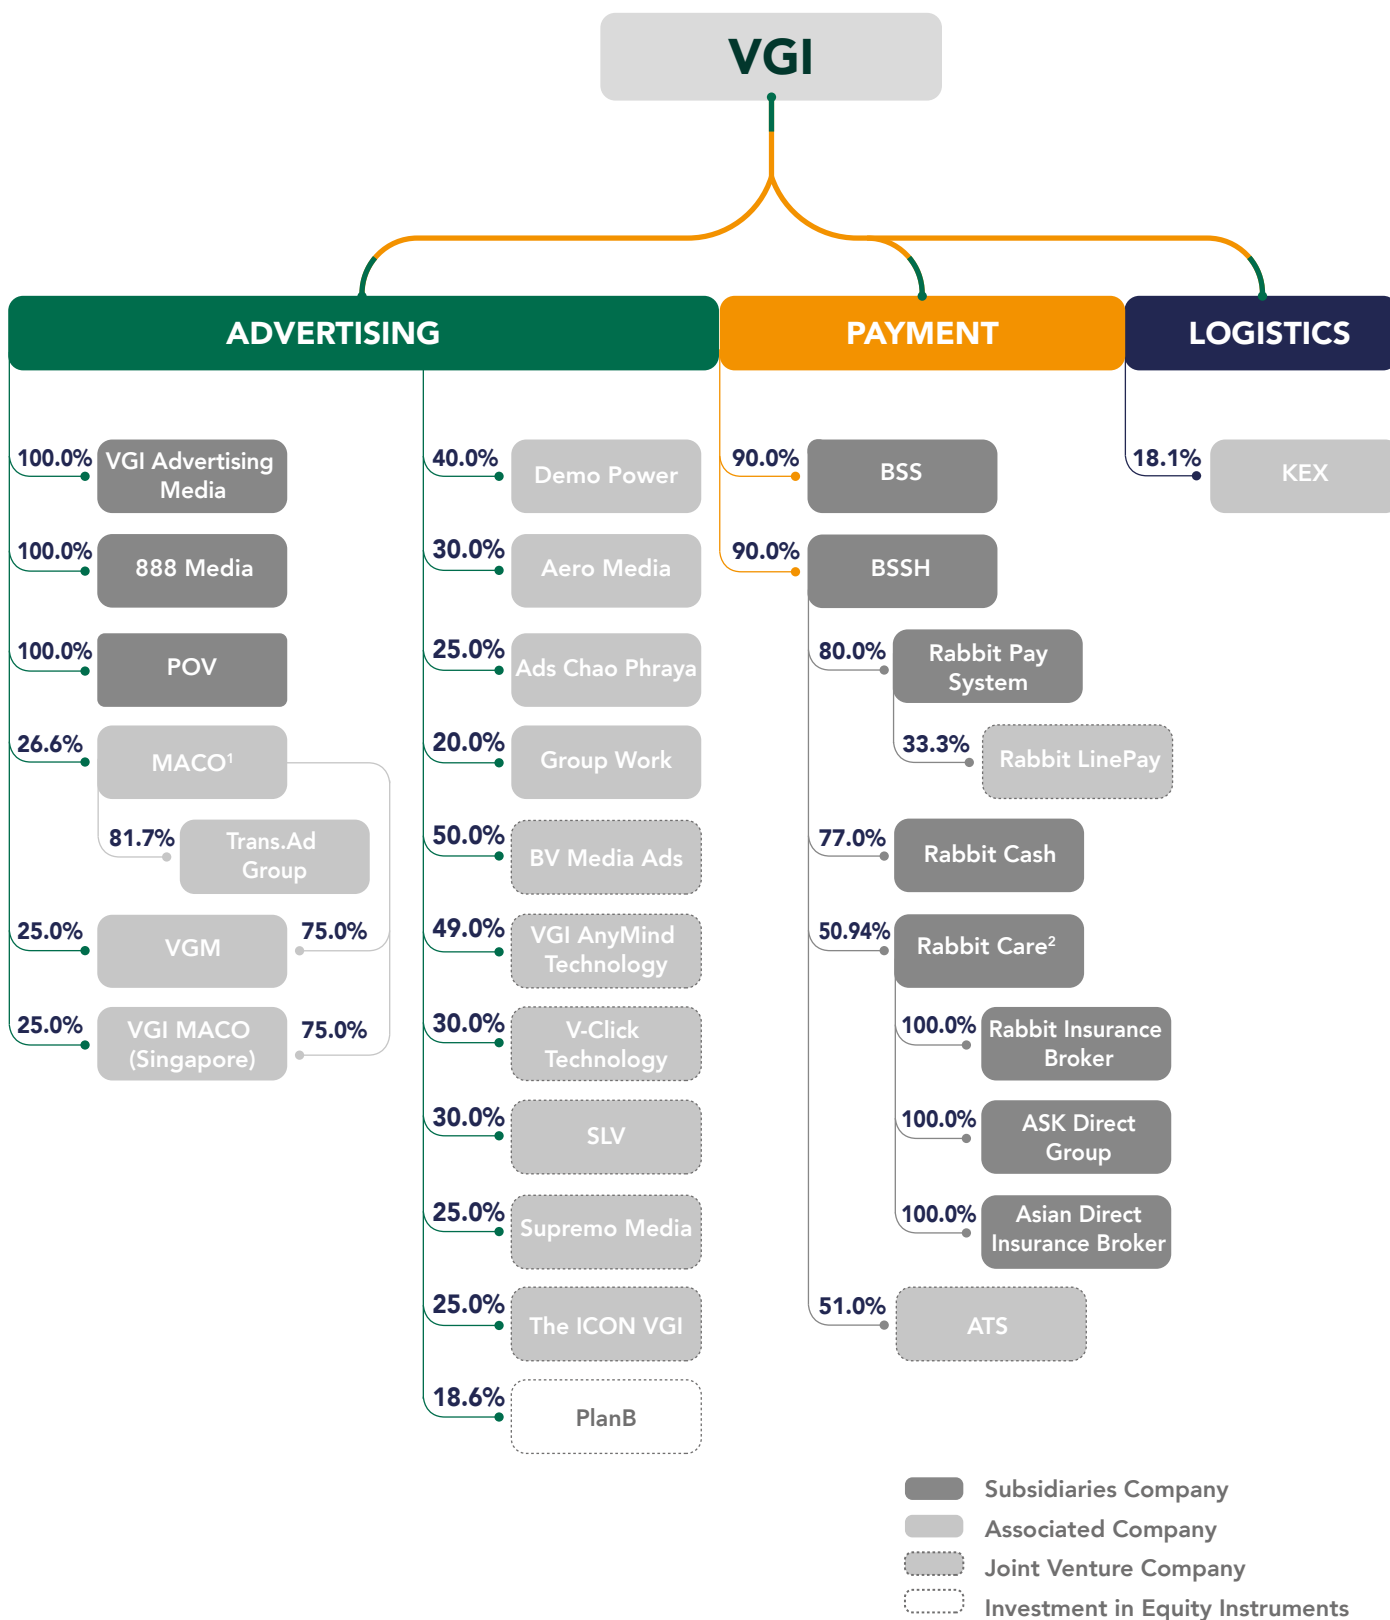 VGI
ADVERTISING
PAYMENT
LOGISTICS
100.0%
VGI Advertising
Media
100.0%
888 Media
100.0%
POV
26.6%
MACO¹
81.7%
Trans.Ad
Group
25.0%
VGM
75.0%
25.0%
VGI MACO
(Singapore)
75.0%
40.0%
Demo Power
30.0%
Aero Media
25.0%
Ads Chao Phraya
20.0%
Group Work
50.0%
BV Media Ads
49.0%
VGI AnyMind
Technology
30.0%
V-Click
Technology
30.0%
SLV
25.0%
Supremo Media
25.0%
The ICON VGI
18.6%
PlanB
90.0%
BSS
90.0%
BSSH
80.0%
Rabbit Pay
System
33.3%
Rabbit LinePay
77.0%
Rabbit Cash
50.94%
Rabbit Care²
100.0%
Rabbit Insurance
Broker
100.0%
ASK Direct
Group
100.0%
Asian Direct
Insurance Broker
51.0%
ATS
18.1%
KEX
Subsidiaries Company
Associated Company
Joint Venture Company
Investment in Equity Instruments